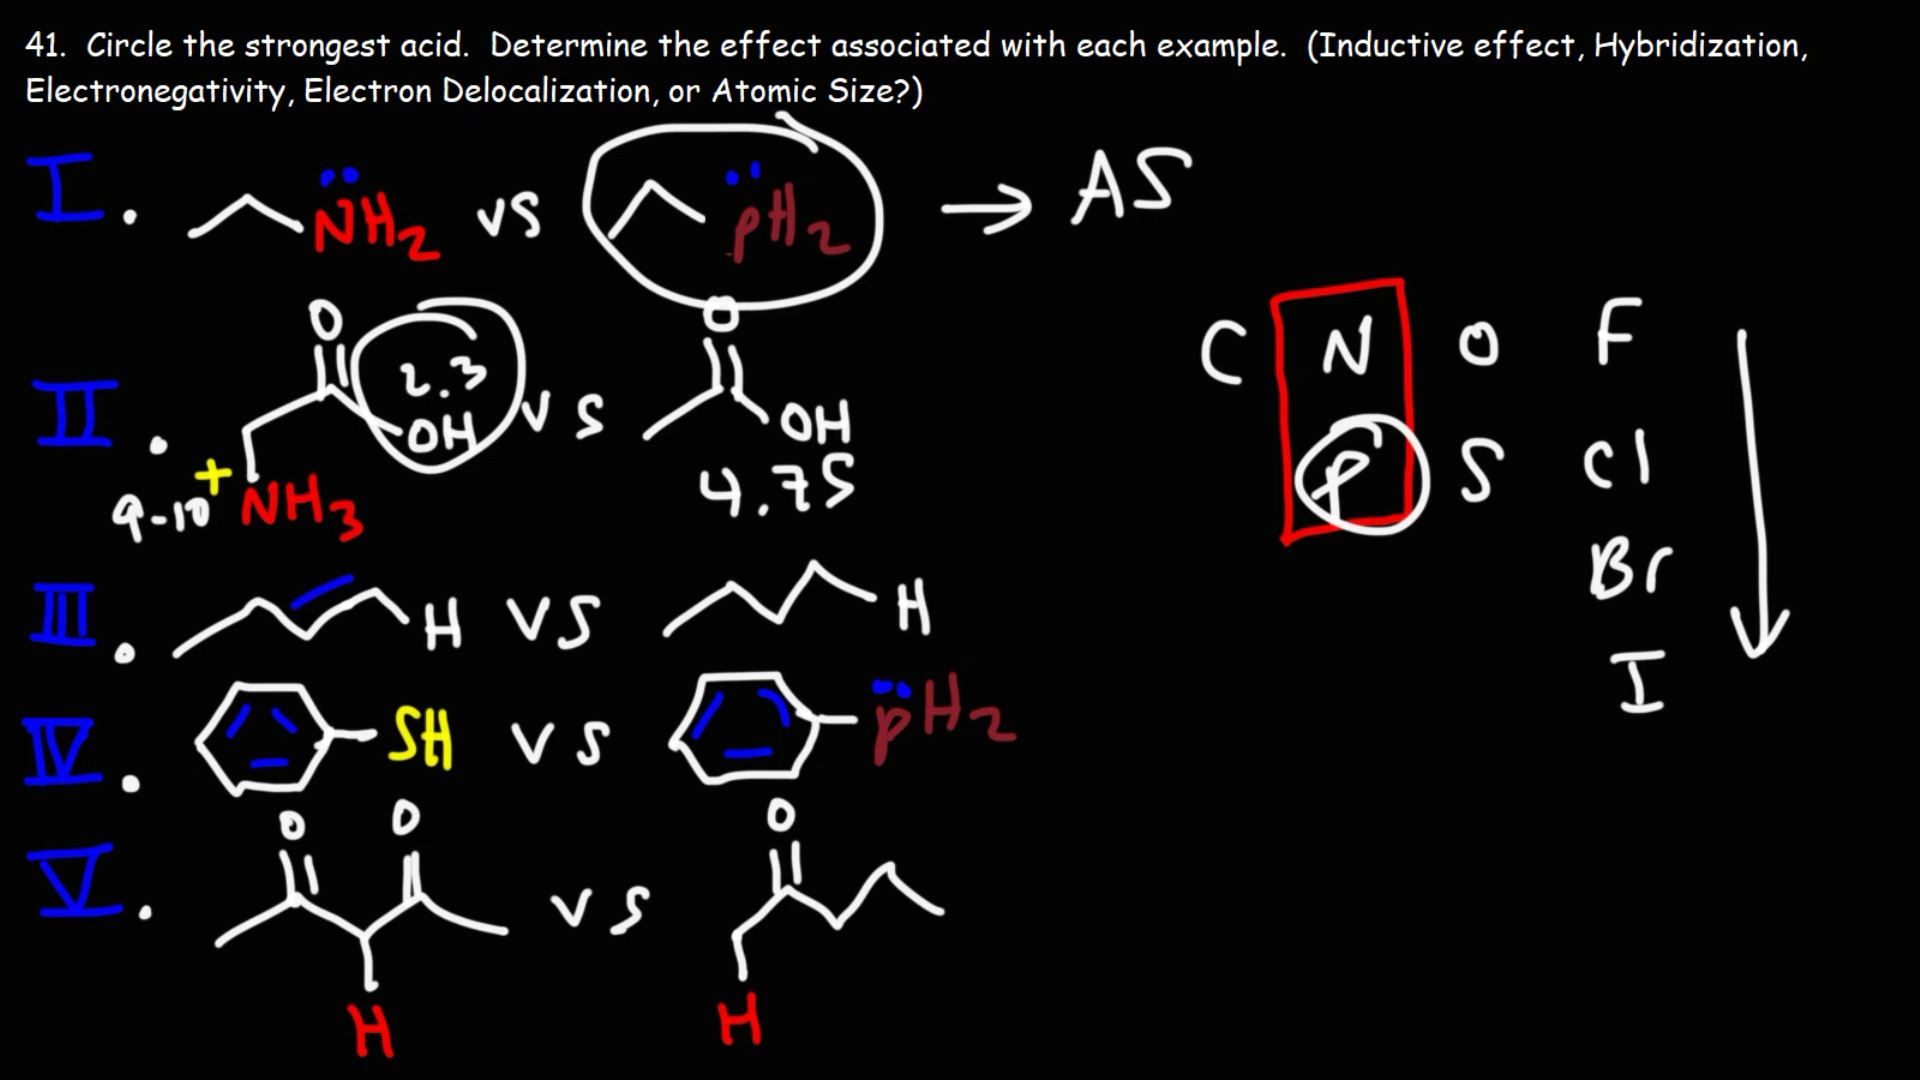 41. Circle the strongest acid. Determine the effect associated with each example. (Inductive effect, Hybridization,
Electronegativity, Electron Delocalization, or Atomic Size?)
I. NH2 vs pH2 → AS
C N O F
P S Cl
Br
I
II. O 2.3 OH vs O OH
9-10 + NH3 4.75
III. H vs H
IV. SH vs pH2
V. O O vs O
H H